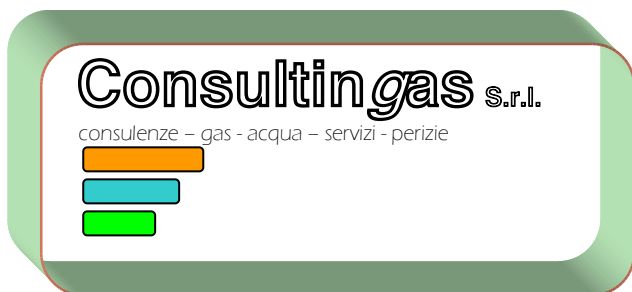 Consultingas S.r.l.
consulenze – gas - acqua – servizi - perizie